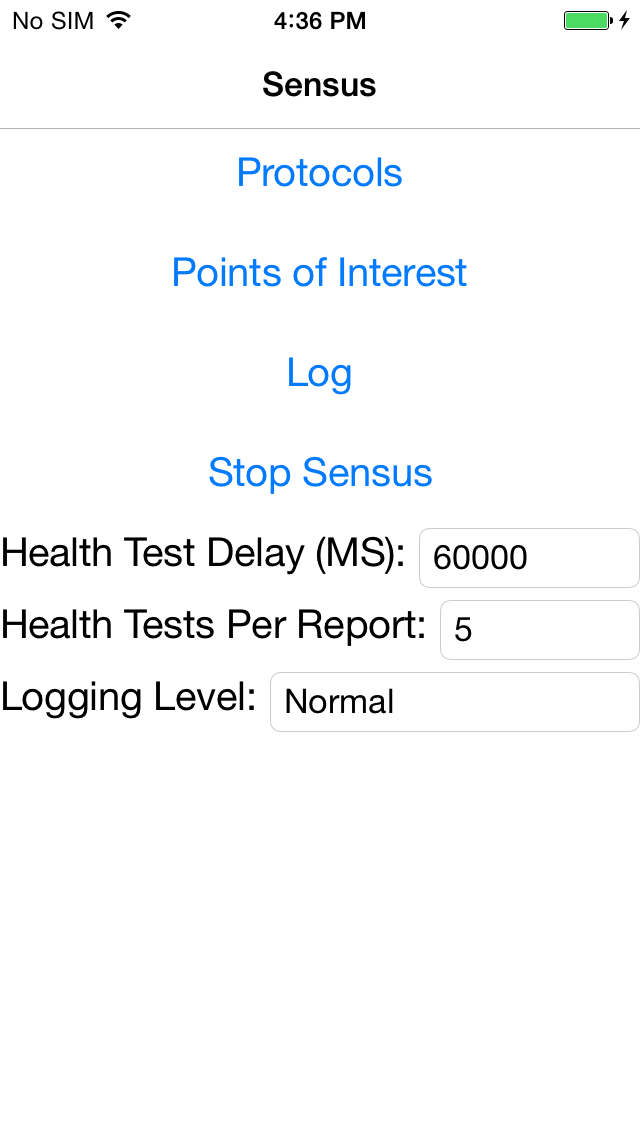 No SIM 4:36 PM
Sensus
Protocols
Points of Interest
Log
Stop Sensus
Health Test Delay (MS): 60000
Health Tests Per Report: 5
Logging Level: Normal